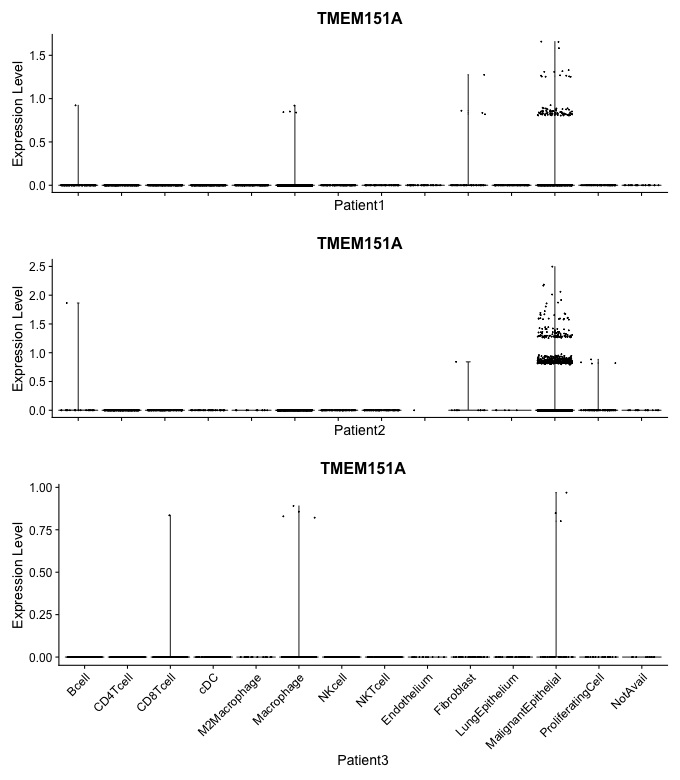 TMEM151A
Expression Level
1.5
1.0
0.5
0.0
Patient1
TMEM151A
Expression Level
2.5
2.0
1.5
1.0
0.5
0.0
Patient2
TMEM151A
Expression Level
1.00
0.75
0.50
0.25
0.00
Bcell
CD4Tcell
CD8Tcell
cDC
M2Macrophage
Macrophage
NKcell
NKTcell
Endothelium
Fibroblast
LungEpithelium
MalignantEpithelial
ProliferatingCell
NotAvail
Patient3